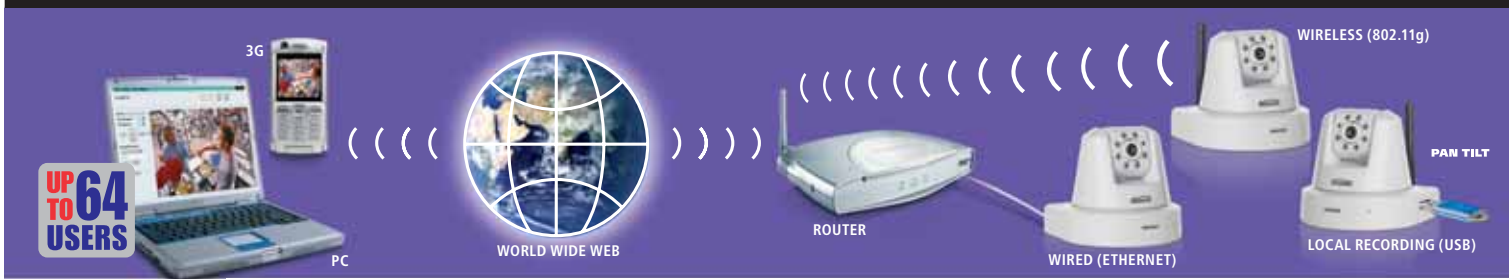 3G
UP TO 64
USERS
PC
WORLD WIDE WEB
ROUTER
WIRED (ETHERNET)
WIRELESS (802.11g)
PAN TILT
LOCAL RECORDING (USB)